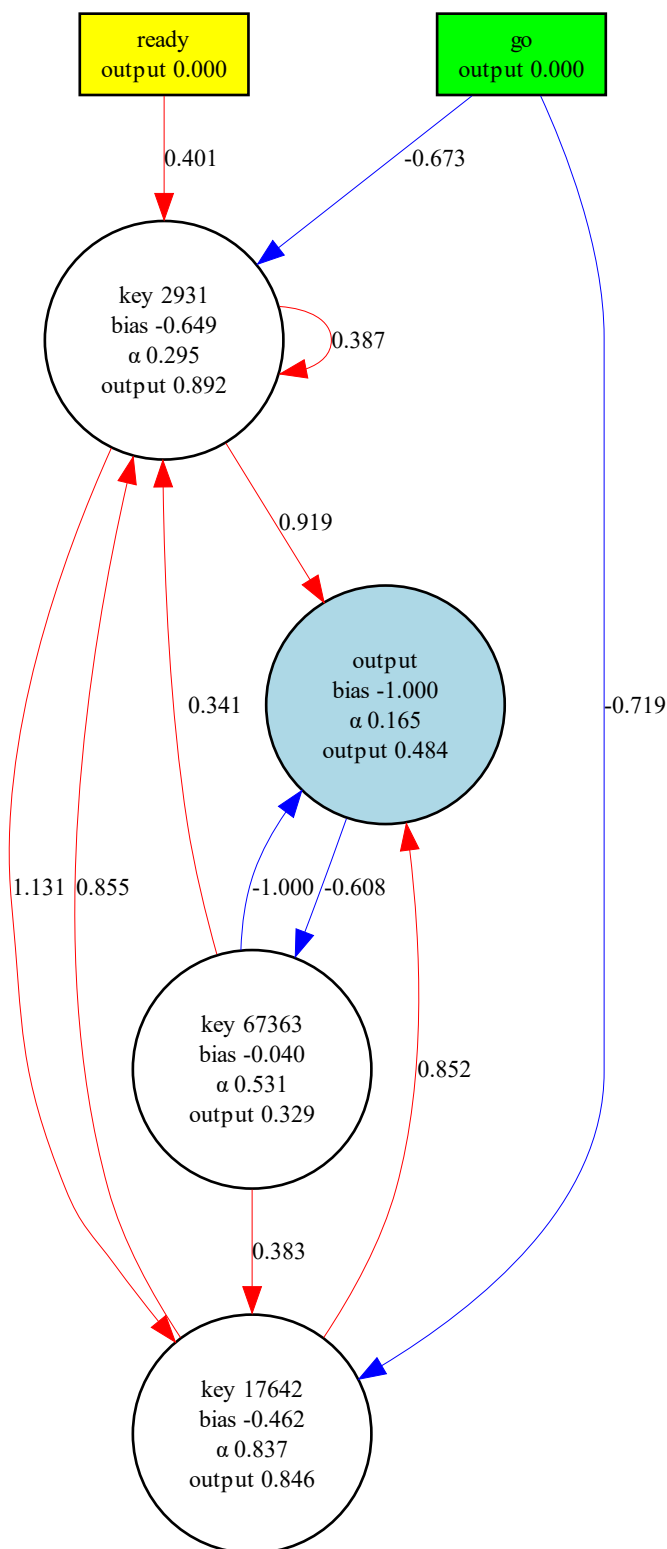 ready
output 0.000
go
output 0.000
0.401
-0.673
key 2931
bias -0.649
α 0.295
output 0.892
0.387
0.919
output
bias -1.000
α 0.165
output 0.484
0.341
-0.719
1.131
0.855
-1.000
-0.608
0.852
key 67363
bias -0.040
α 0.531
output 0.329
0.383
key 17642
bias -0.462
α 0.837
output 0.846